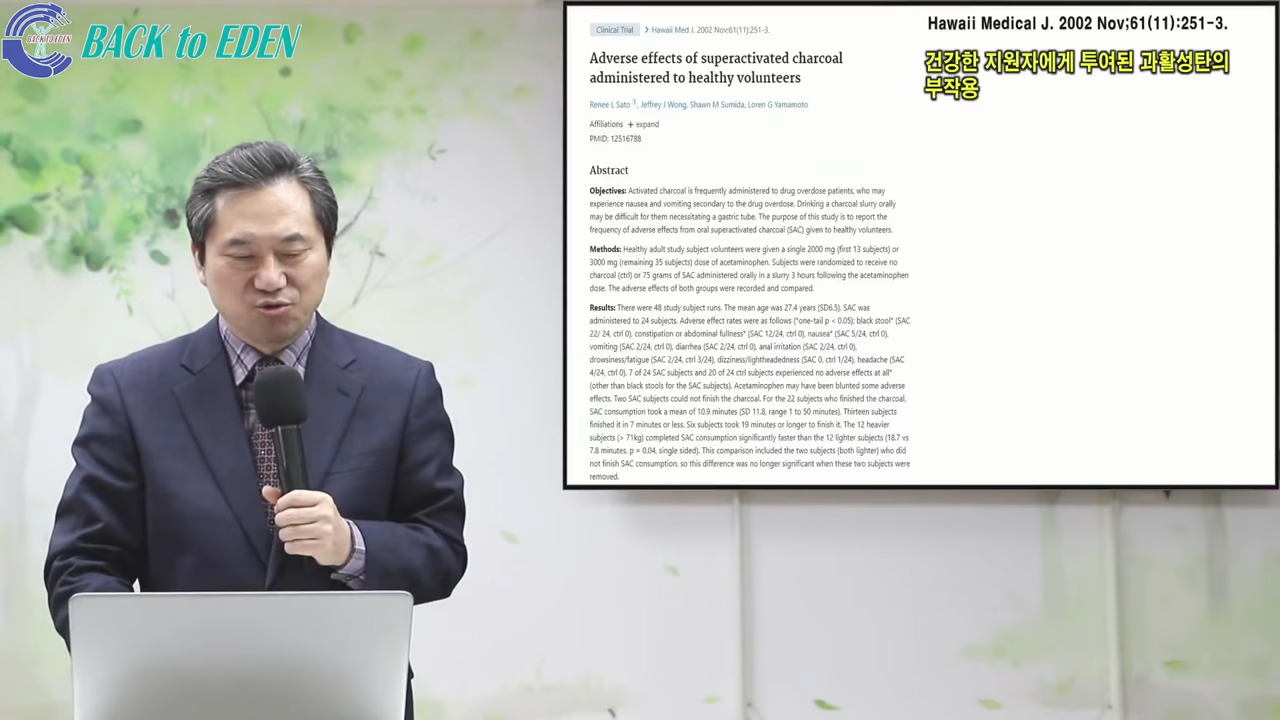 BACK TO EDEN
BACK to EDEN
Clinical Trial > Hawaii Med J. 2002 Nov;61(11):251-3.
Adverse effects of superactivated charcoal
administered to healthy volunteers
Renee L Sato 1, Jeffrey J Wong, Shawn M Sumida, Loren G Yamamoto
Affiliations + expand
PMID: 12516788
Abstract
Objectives: Activated charcoal is frequently administered to drug overdose patients, who may
experience nausea and vomiting secondary to the drug overdose. Drinking a charcoal slurry orally
may be difficult for them necessitating a gastric tube. The purpose of this study is to report the
frequency of adverse effects from oral superactivated charcoal (SAC) given to healthy volunteers.
Methods: Healthy adult study subject volunteers were given a single 2000 mg (first 13 subjects) or
3000 mg (remaining 35 subjects) dose of acetaminophen. Subjects were randomized to receive no
charcoal (ctrl) or 75 grams of SAC administered orally in a slurry 3 hours following the acetaminophen
dose. The adverse effects of both groups were recorded and compared.
Results: There were 48 study subject runs. The mean age was 27.4 years (SD6.5). SAC was
administered to 24 subjects. Adverse effect rates were as follows (*one-tail p < 0.05): black stool* (SAC
22/ 24, ctrl 0), constipation or abdominal fullness* (SAC 12/24, ctrl 0), nausea* (SAC 5/24, ctrl 0),
vomiting (SAC 2/24, ctrl 0), diarrhea (SAC 2/24, ctrl 0), anal irritation (SAC 2/24, ctrl 0),
drowsiness/fatigue (SAC 2/24, ctrl 3/24), dizziness/lightheadedness (SAC 0, ctrl 1/24), headache (SAC
4/24, ctrl 0). 7 of 24 SAC subjects and 20 of 24 ctrl subjects experienced no adverse effects at all*
(other than black stools for the SAC subjects). Acetaminophen may have been blunted some adverse
effects. Two SAC subjects could not finish the charcoal. For the 22 subjects who finished the charcoal,
SAC consumption took a mean of 10.9 minutes (SD 11.8, range 1 to 50 minutes). Thirteen subjects
finished it in 7 minutes or less. Six subjects took 19 minutes or longer to finish it. The 12 heavier
subjects (> 71kg) completed SAC consumption significantly faster than the 12 lighter subjects (18.7 vs
7.8 minutes, p = 0.04, single sided). This comparison included the two subjects (both lighter) who did
not finish SAC consumption, so this difference was no longer significant when these two subjects were
removed.
Hawaii Medical J. 2002 Nov;61(11):251-3.
건강한 지원자에게 투여된 과활성탄의
부작용